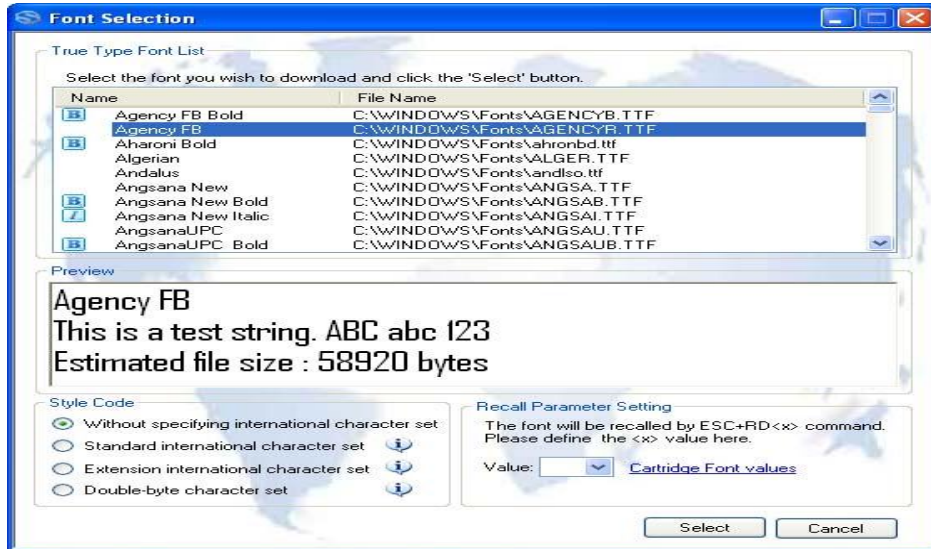 Font Selection
True Type Font List
Select the font you wish to download and click the 'Select' button.
Name File Name
B Agency FB Bold C:\WINDOWS\Fonts\AGENCYB.TTF
Agency FB C:\WINDOWS\Fonts\AGENCYR.TTF
B Aharoni Bold C:\WINDOWS\Fonts\ahronbd.ttf
Algerian C:\WINDOWS\Fonts\ALGER.TTF
Andalus C:\WINDOWS\Fonts\andlso.ttf
Angsana New C:\WINDOWS\Fonts\ANGSA.TTF
B Angsana New Bold C:\WINDOWS\Fonts\ANGSAB.TTF
I Angsana New Italic C:\WINDOWS\Fonts\ANGSAI.TTF
AngsanaUPC C:\WINDOWS\Fonts\ANGSAU.TTF
B AngsanaUPC Bold C:\WINDOWS\Fonts\ANGSAUB.TTF
Preview
Agency FB
This is a test string. ABC abc 123
Estimated file size : 58920 bytes
Style Code
Without specifying international character set
Standard international character set i
Extension international character set i
Double-byte character set i
Recall Parameter Setting
The font will be recalled by ESC+RD<x> command.
Please define the <x> value here.
Value: Cartridge Font values
Select Cancel